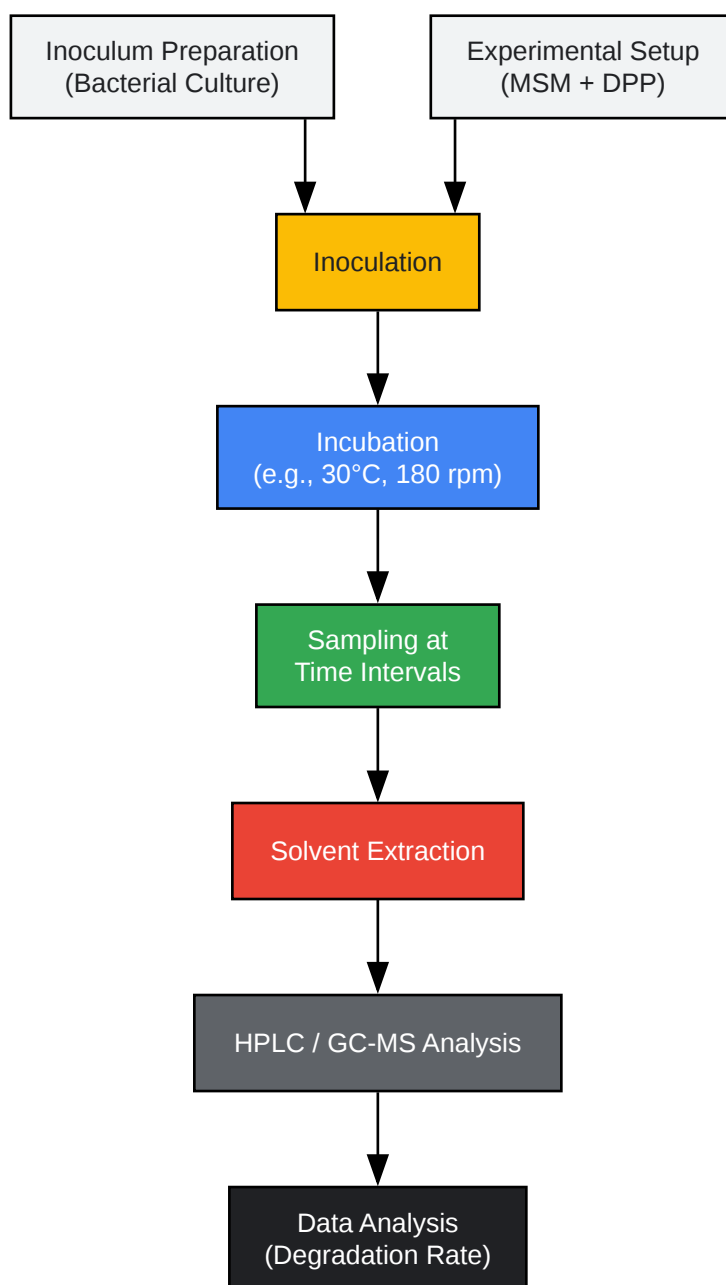 Inoculum Preparation
(Bacterial Culture)
Experimental Setup
(MSM + DPP)
Inoculation
Incubation
(e.g., 30°C, 180 rpm)
Sampling at
Time Intervals
Solvent Extraction
HPLC / GC-MS Analysis
Data Analysis
(Degradation Rate)